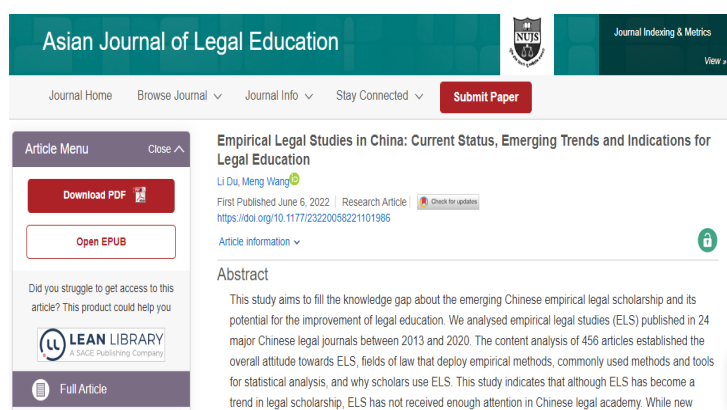 Asian Journal of Legal Education
NUJS
Journal Indexing & Metrics
View »
Journal Home Browse Journal Journal Info Stay Connected Submit Paper
Article Menu Close
Download PDF
Open EPUB
Did you struggle to get access to this
article? This product could help you
LEAN LIBRARY
A SAGE Publishing Company
Full Article
Empirical Legal Studies in China: Current Status, Emerging Trends and Indications for
Legal Education
Li Du, Meng Wang iD
First Published June 6, 2022 | Research Article | Check for updates
https://doi.org/10.1177/23220058221101986
Article information
Abstract
This study aims to fill the knowledge gap about the emerging Chinese empirical legal scholarship and its
potential for the improvement of legal education. We analysed empirical legal studies (ELS) published in 24
major Chinese legal journals between 2013 and 2020. The content analysis of 456 articles established the
overall attitude towards ELS, fields of law that deploy empirical methods, commonly used methods and tools
for statistical analysis, and why scholars use ELS. This study indicates that although ELS has become a
trend in legal scholarship, ELS has not received enough attention in Chinese legal academy. While new